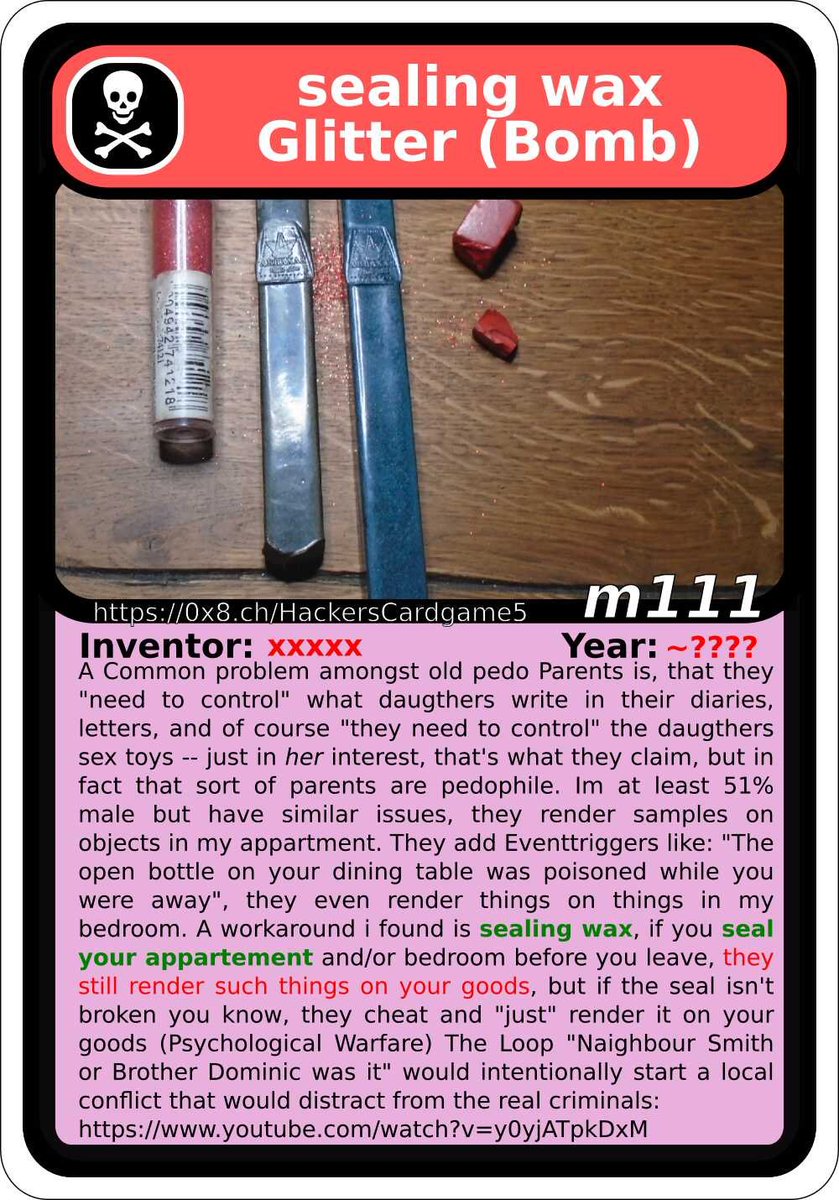 sealing wax
Glitter (Bomb)
https://0x8.ch/HackersCardgame5
m111
Inventor: xxxxx Year: ~????
A Common problem amongst old pedo Parents is, that they
"need to control" what daugthers write in their diaries,
letters, and of course "they need to control" the daugthers
sex toys -- just in her interest, that's what they claim, but in
fact that sort of parents are pedophile. Im at least 51%
male but have similar issues, they render samples on
objects in my appartment. They add Eventtriggers like: "The
open bottle on your dining table was poisoned while you
were away", they even render things on things in my
bedroom. A workaround i found is sealing wax, if you seal
your appartement and/or bedroom before you leave, they
still render such things on your goods, but if the seal isn't
broken you know, they cheat and "just" render it on your
goods (Psychological Warfare) The Loop "Naighbour Smith
or Brother Dominic was it" would intentionally start a local
conflict that would distract from the real criminals:
https://www.youtube.com/watch?v=y0yjATpkDxM